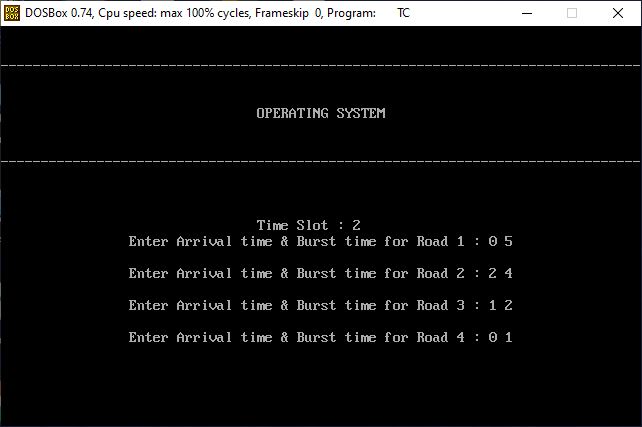 DOS BOX DOSBox 0.74, Cpu speed: max 100% cycles, Frameskip 0, Program: TC
OPERATING SYSTEM
Time Slot : 2
Enter Arrival time & Burst time for Road 1 : 0 5
Enter Arrival time & Burst time for Road 2 : 2 4
Enter Arrival time & Burst time for Road 3 : 1 2
Enter Arrival time & Burst time for Road 4 : 0 1